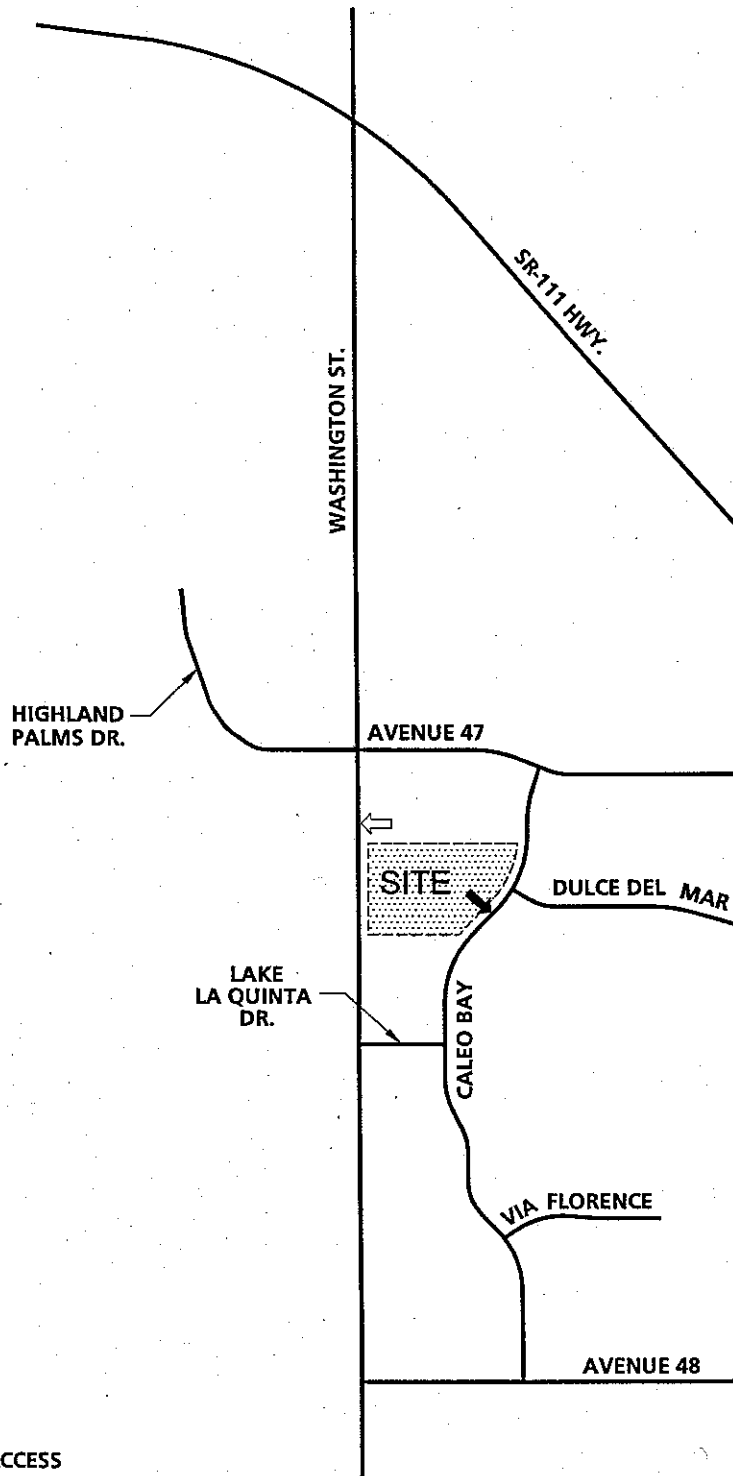 SR-111 HWY.
WASHINGTON ST.
HIGHLAND
PALMS DR.
AVENUE 47
SITE
DULCE DEL MAR
LAKE
LA QUINTA
DR.
CALEO BAY
VIA FLORENCE
AVENUE 48
CCESS